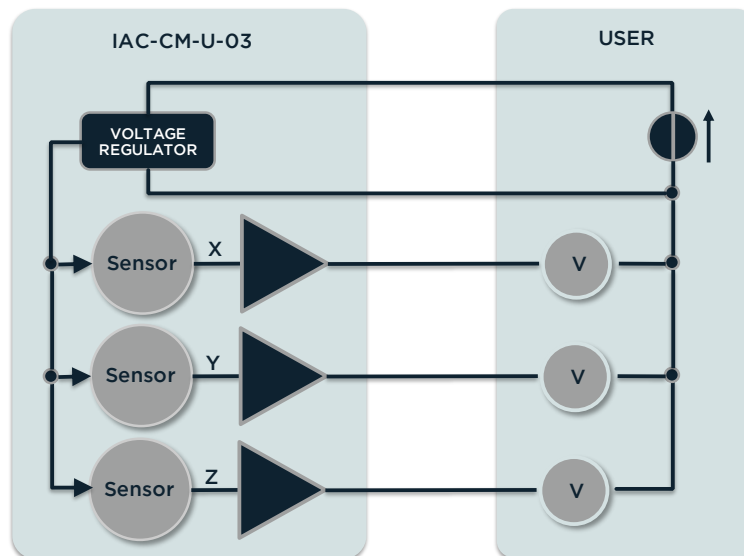 IAC-CM-U-03
USER
VOLTAGE
REGULATOR
Sensor
X
V
Sensor
Y
V
Sensor
Z
V